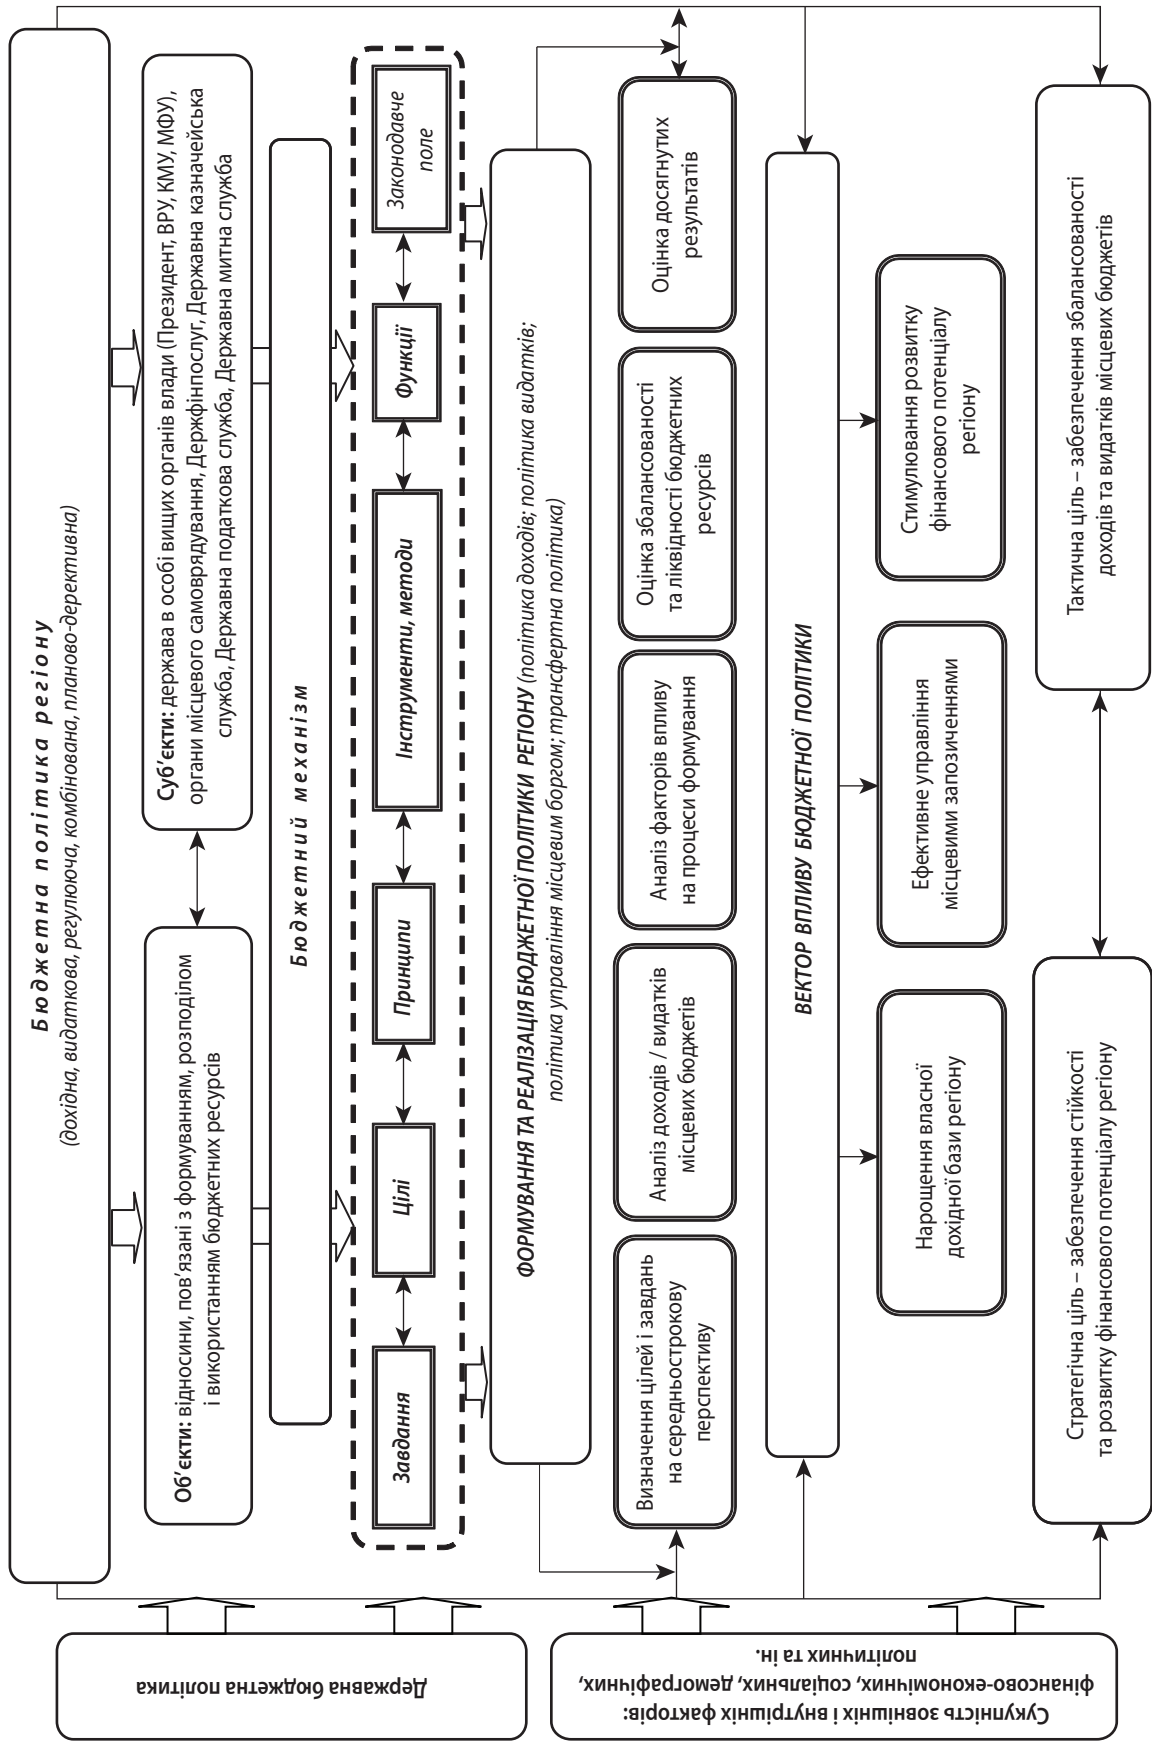 Бюджетна політика регіону
(дохідна, видаткова, регулююча, комбінована, планово-дерективна)
Об’єкти: відносини, пов’язані з формуванням, розподілом
і використанням бюджетних ресурсів
Суб’єкти: держава в особі вищих органів влади (Президент, ВРУ, КМУ, МФУ),
органи місцевого самоврядування, Держфінпослуг, Державна казначейська
служба, Державна податкова служба, Державна митна служба
Бюджетний механізм
Завдання
Цілі
Принципи
Інструменти, методи
Функції
Законодавче
поле
ФОРМУВАННЯ ТА РЕАЛІЗАЦІЯ БЮДЖЕТНОЇ ПОЛІТИКИ РЕГІОНУ (політика доходів; політика видатків;
політика управління місцевим боргом; трансфертна політика)
Визначення цілей і завдань
на середньострокову
перспективу
Аналіз доходів / видатків
місцевих бюджетів
Аналіз факторів впливу
на процеси формування
Оцінка збалансованості
та ліквідності бюджетних
ресурсів
Оцінка досягнутих
результатів
ВЕКТОР ВПЛИВУ БЮДЖЕТНОЇ ПОЛІТИКИ
Нарощення власної
дохідної бази регіону
Ефективне управління
місцевими запозиченнями
Стимулювання розвитку
фінансового потенціалу
регіону
Стратегічна ціль – забезпечення стійкості
та розвитку фінансового потенціалу регіону
Тактична ціль – забезпечення збалансованості
доходів та видатків місцевих бюджетів
Державна бюджетна
політика
Сукупність зовнішніх і внутрішніх факторів:
фінансово-економічних, соціальних, демографічних,
політичних та ін.